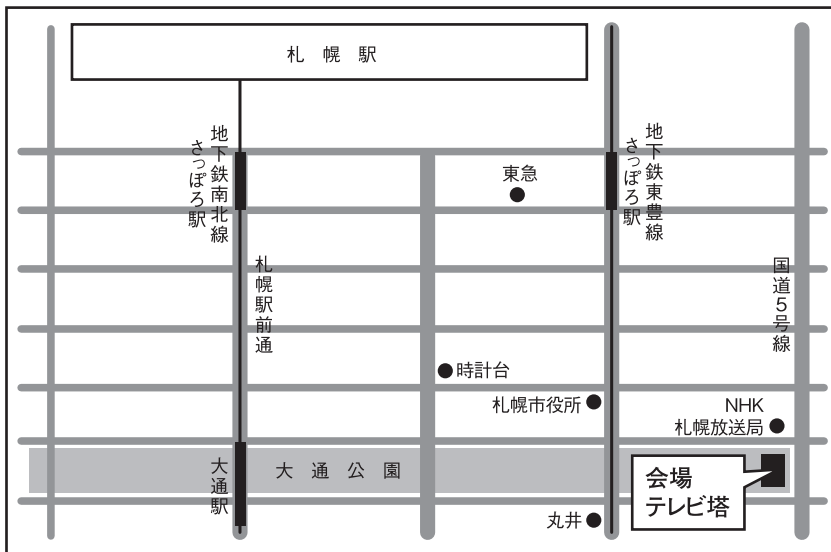 札幌駅
地下鉄南北線
さっぽろ駅
東急
地下鉄東豊線
さっぽろ駅
札幌駅前通
国道5号線
時計台
札幌市役所
NHK
札幌放送局
大通駅
大通公園
会場
テレビ塔
丸井